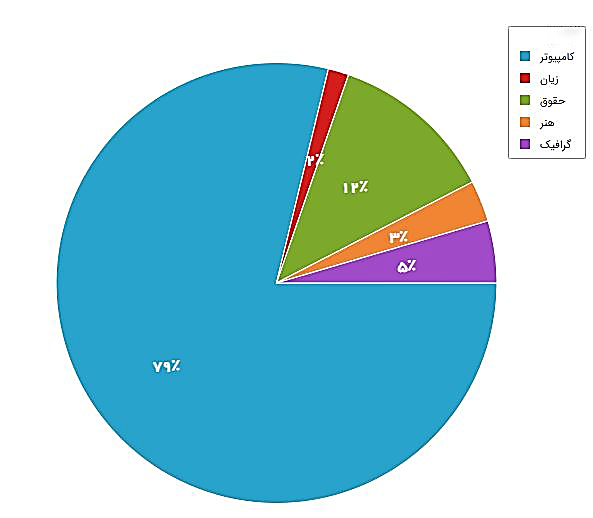 کامپیوتر
زبان
حقوق
هنر
گرافیک
۲٪
۱۲٪
۳٪
۵٪
۷۹٪